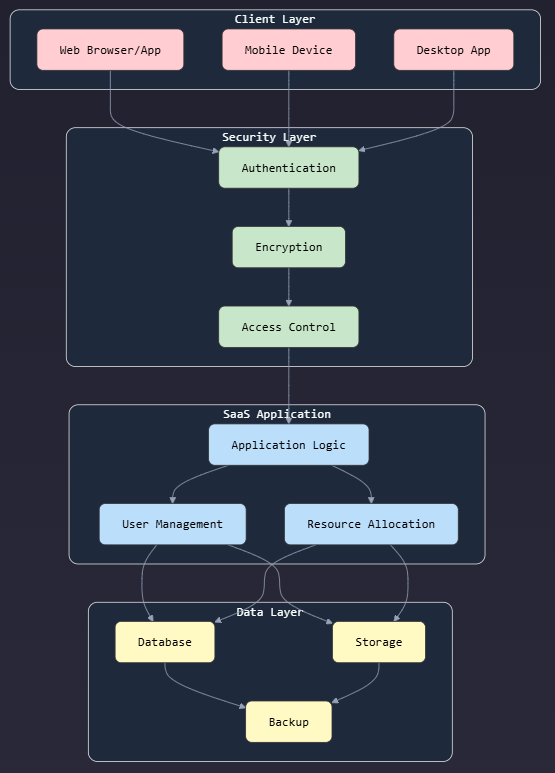 Client Layer
Web Browser/App
Mobile Device
Desktop App
Security Layer
Authentication
Encryption
Access Control
SaaS Application
Application Logic
User Management
Resource Allocation
Data Layer
Database
Storage
Backup